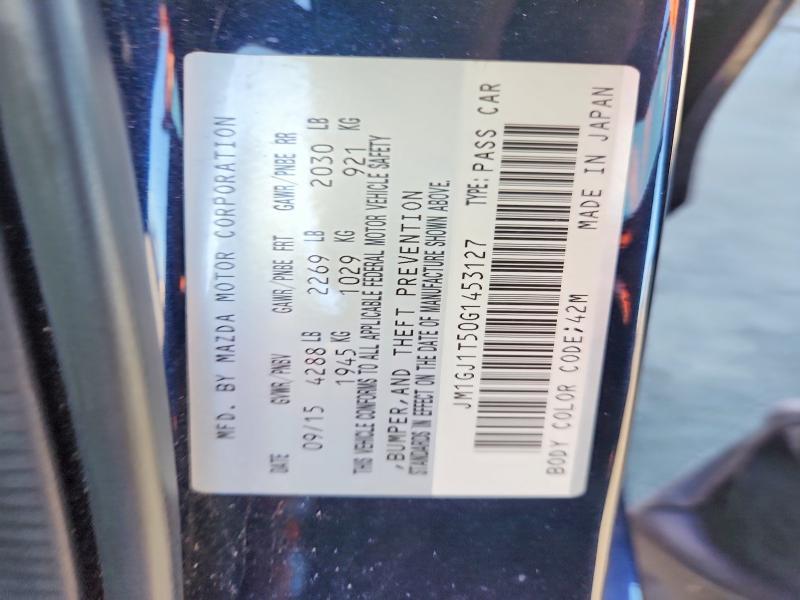 MFD. BY MAZDA MOTOR CORPORATION
DATE GVWR/PNBV GAWR/PNBE FRT GAWR/PNBE RR
09/15 4288 LB 2269 LB 2030 LB
1945 KG 1029 KG 921 KG
THIS VEHICLE CONFORMS TO ALL APPLICABLE FEDERAL MOTOR VEHICLE SAFETY
,BUMPER,AND THEFT PREVENTION
STANDARDS IN EFFECT ON THE DATE OF MANUFACTURE SHOWN ABOVE.
JM1GJ1T50G1453127 TYPE: PASS CAR
BODY COLOR CODE;42M MADE IN JAPAN